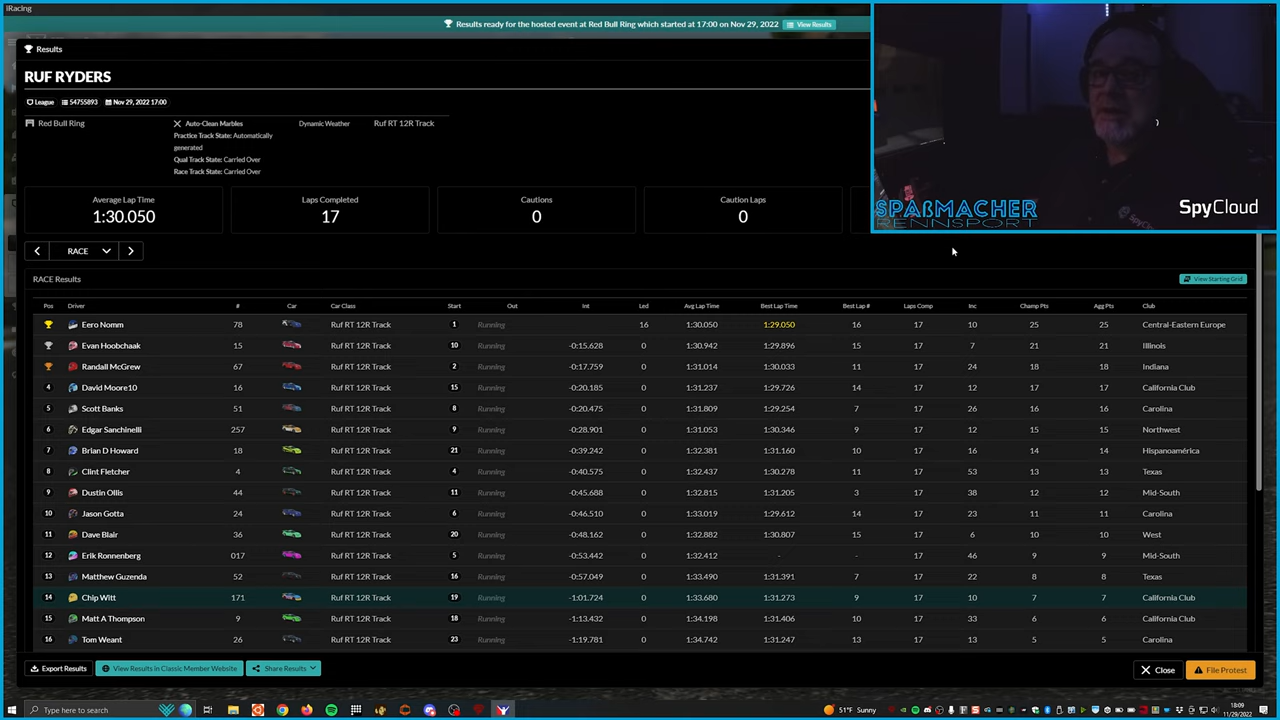 iRacing
Results ready for the hosted event at Red Bull Ring which started at 17:00 on Nov 29, 2022 View Results
Results
RUF RYDERS
League 54755893 Nov 29, 2022 17:00
Red Bull Ring Auto-Clean Marbles Dynamic Weather Ruf RT 12R Track
Practice Track State: Automatically
generated
Qual Track State: Carried Over
Race Track State: Carried Over
Average Lap Time Laps Completed Cautions Caution Laps
1:30.050 17 0 0
SPAßMACHER
RENNSPORT
SpyCloud
RACE
RACE Results View Starting Grid
Pos Driver # Car Car Class Start Out Int Led Avg Lap Time Best Lap Time Best Lap # Laps Comp Inc Champ Pts Agg Pts Club
Eero Nomm 78 Ruf RT 12R Track 1 Running 16 1:30.050 1:29.050 16 17 10 25 25 Central-Eastern Europe
Evan Hoobchaak 15 Ruf RT 12R Track 10 Running -0:15.628 0 1:30.942 1:29.896 15 17 7 21 21 Illinois
Randall McGrew 67 Ruf RT 12R Track 2 Running -0:17.759 0 1:31.014 1:30.033 11 17 24 18 18 Indiana
4 David Moore10 16 Ruf RT 12R Track 15 Running -0:20.185 0 1:31.237 1:29.726 14 17 12 17 17 California Club
5 Scott Banks 51 Ruf RT 12R Track 8 Running -0:20.475 0 1:31.809 1:29.254 7 17 26 16 16 Carolina
6 Edgar Sanchinelli 257 Ruf RT 12R Track 9 Running -0:28.901 0 1:31.053 1:30.346 9 17 12 15 15 Northwest
7 Brian D Howard 18 Ruf RT 12R Track 21 Running -0:39.242 0 1:32.381 1:31.160 10 17 16 14 14 Hispanoamérica
8 Clint Fletcher 4 Ruf RT 12R Track 4 Running -0:40.575 0 1:32.437 1:30.278 11 17 53 13 13 Texas
9 Dustin Ollis 44 Ruf RT 12R Track 11 Running -0:45.688 0 1:32.815 1:31.205 3 17 38 12 12 Mid-South
10 Jason Gotta 24 Ruf RT 12R Track 6 Running -0:46.510 0 1:33.019 1:29.612 14 17 23 11 11 Carolina
11 Dave Blair 36 Ruf RT 12R Track 20 Running -0:48.162 0 1:32.882 1:30.807 15 17 6 10 10 West
12 Erik Ronnenberg 017 Ruf RT 12R Track 5 Running -0:53.442 0 1:32.412 - - 17 46 9 9 Mid-South
13 Matthew Guzenda 52 Ruf RT 12R Track 16 Running -0:57.049 0 1:33.490 1:31.391 7 17 22 8 8 Texas
14 Chip Witt 171 Ruf RT 12R Track 19 Running -1:01.724 0 1:33.680 1:31.273 9 17 10 7 7 California Club
15 Matt A Thompson 9 Ruf RT 12R Track 18 Running -1:13.432 0 1:34.198 1:31.406 10 17 33 6 6 California Club
16 Tom Weant 26 Ruf RT 12R Track 23 Running -1:19.781 0 1:34.742 1:31.247 13 17 13 5 5 Carolina
Export Results View Results in Classic Member Website Share Results Close File Protest
Type here to search 51°F Sunny 18:09
11/29/2022